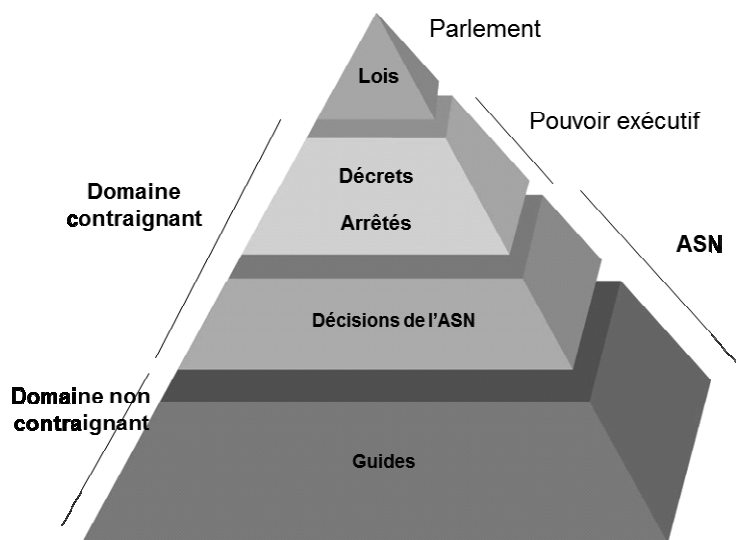 Parlement
Lois
Pouvoir exécutif
Décrets
Domaine
contraignant
Arrêtés
ASN
Décisions de l'ASN
Domaine non
contraignant
Guides